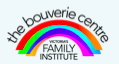 the bouverie centre
VICTORIA'S
FAMILY
INSTITUTE